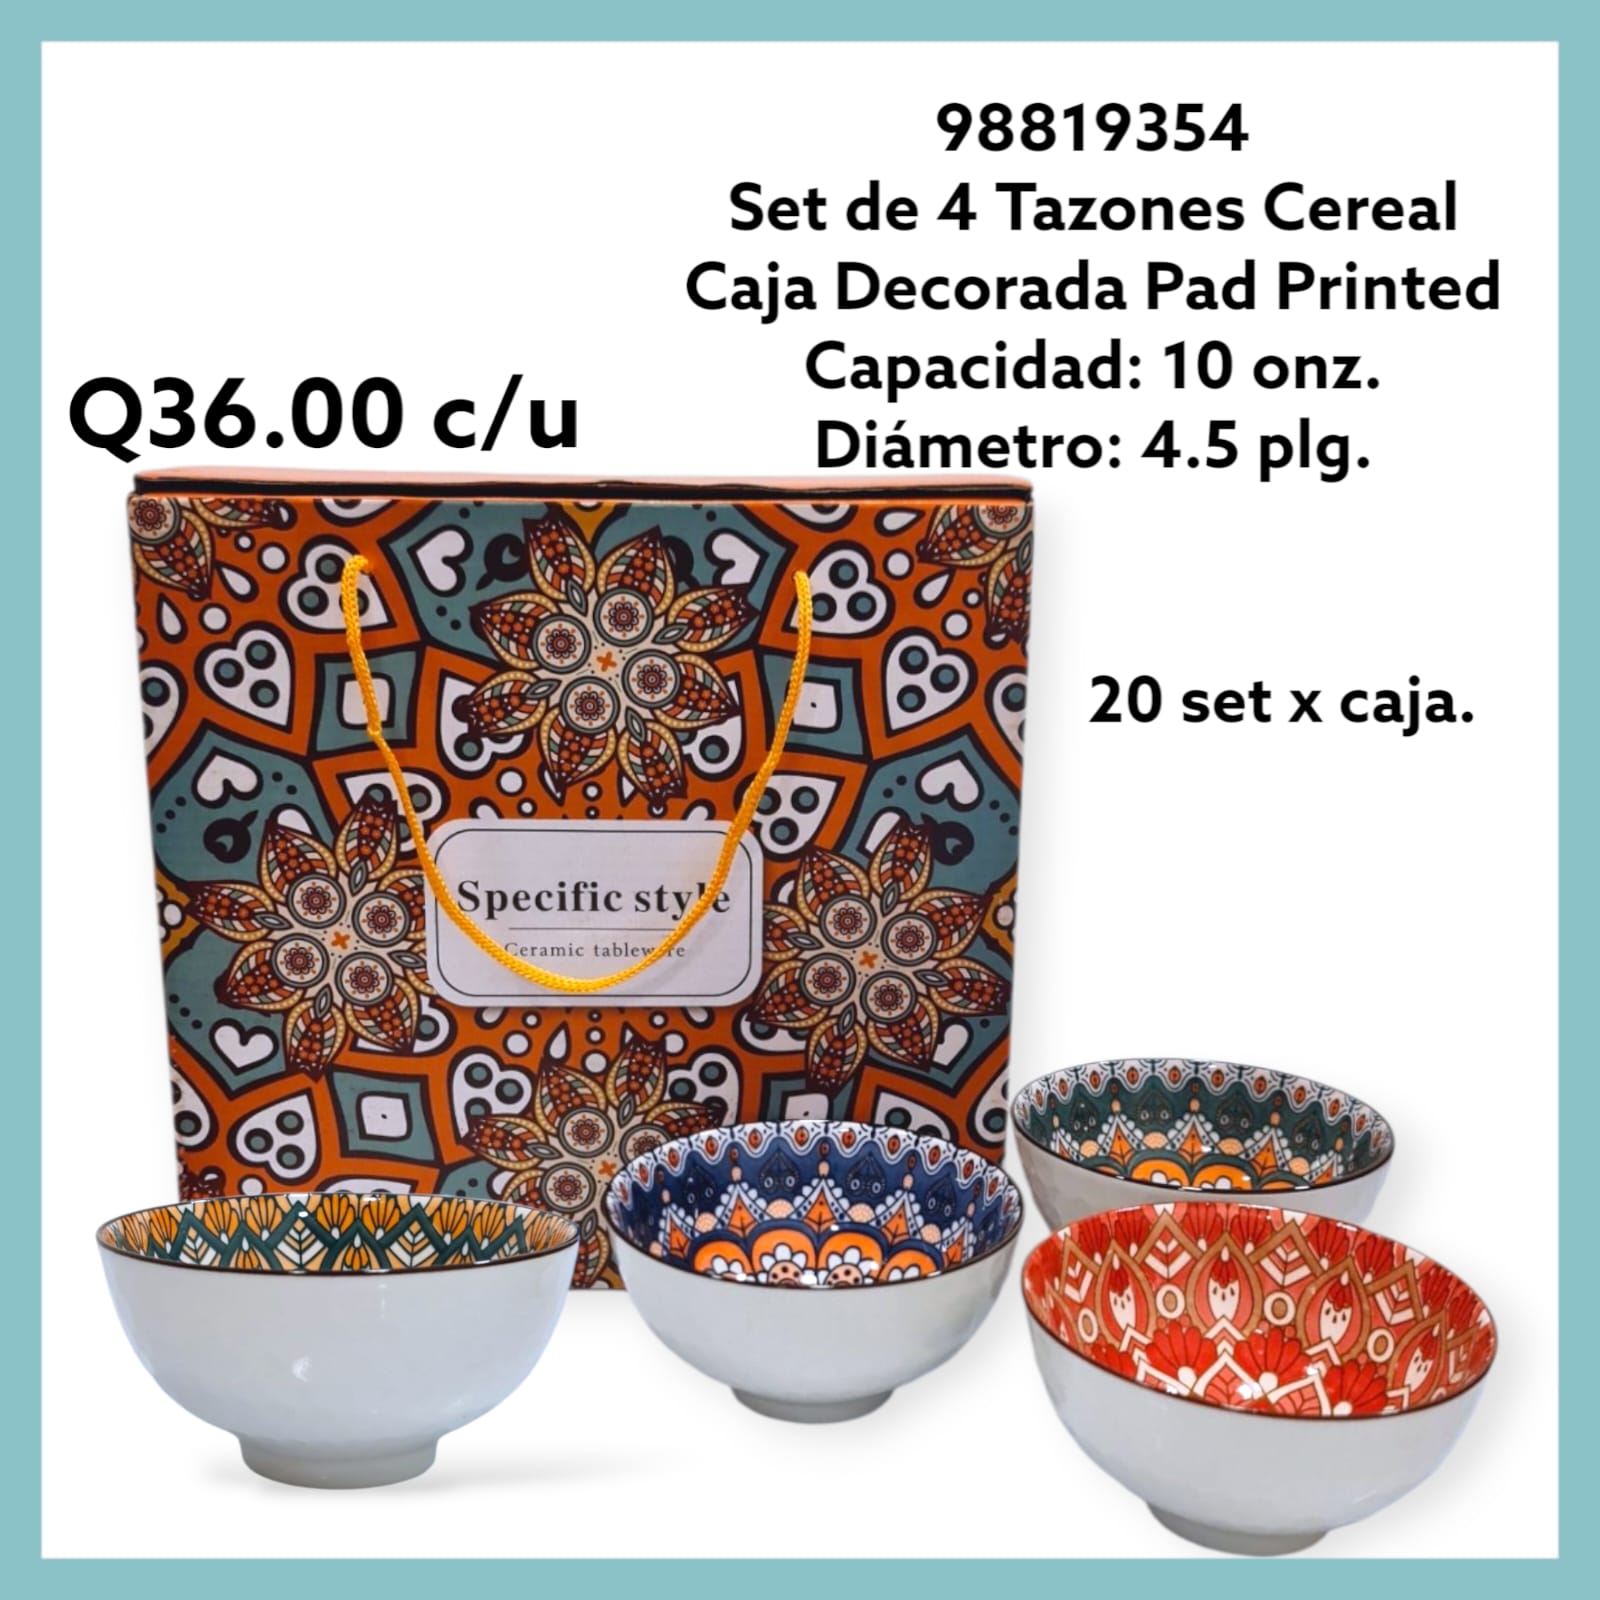 98819354
Set de 4 Tazones Cereal
Caja Decorada Pad Printed
Capacidad: 10 onz.
Diámetro: 4.5 plg.
Q36.00 c/u
20 set x caja.
Specific style
Ceramic tableware